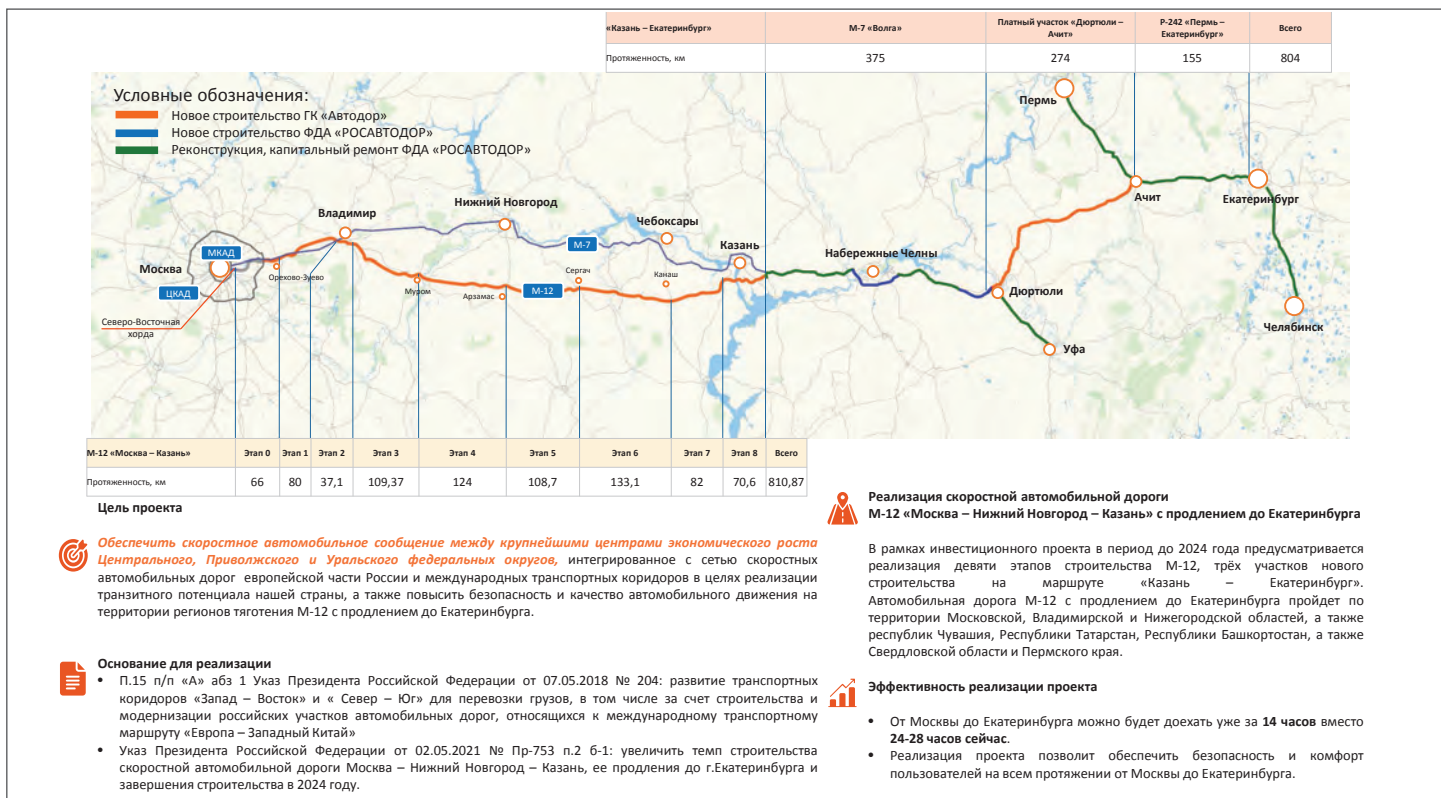 «Казань – Екатеринбург» М-7 «Волга» Платный участок «Дюртюли – Ачит» Р-242 «Пермь – Екатеринбург» Всего
Протяженность, км 375 274 155 804
Условные обозначения:
Новое строительство ГК «Автодор»
Новое строительство ФДА «РОСАВТОДОР»
Реконструкция, капитальный ремонт ФДА «РОСАВТОДОР»
Пермь
Ачит
Екатеринбург
Владимир
Нижний Новгород
Чебоксары
Казань
Набережные Челны
М-7
МКАД
Москва
Орехово-Зуево
Сергач
Канаш
Муром
Арзамас
М-12
ЦКАД
Дюртюли
Челябинск
Северо-Восточная
хорда
Уфа
М-12 «Москва – Казань» Этап 0 Этап 1 Этап 2 Этап 3 Этап 4 Этап 5 Этап 6 Этап 7 Этап 8 Всего
Протяженность, км 66 80 37,1 109,37 124 108,7 133,1 82 70,6 810,87
Цель проекта
Обеспечить скоростное автомобильное сообщение между крупнейшими центрами экономического роста
Центрального, Приволжского и Уральского федеральных округов, интегрированное с сетью скоростных
автомобильных дорог европейской части России и международных транспортных коридоров в целях реализации
транзитного потенциала нашей страны, а также повысить безопасность и качество автомобильного движения на
территории регионов тяготения М-12 с продлением до Екатеринбурга.
Основание для реализации
• П.15 п/п «А» абз 1 Указ Президента Российской Федерации от 07.05.2018 № 204: развитие транспортных
коридоров «Запад – Восток» и « Север – Юг» для перевозки грузов, в том числе за счет строительства и
модернизации российских участков автомобильных дорог, относящихся к международному транспортному
маршруту «Европа – Западный Китай»
• Указ Президента Российской Федерации от 02.05.2021 № Пр-753 п.2 б-1: увеличить темп строительства
скоростной автомобильной дороги Москва – Нижний Новгород – Казань, ее продления до г.Екатеринбурга и
завершения строительства в 2024 году.
Реализация скоростной автомобильной дороги
М-12 «Москва – Нижний Новгород – Казань» с продлением до Екатеринбурга
В рамках инвестиционного проекта в период до 2024 года предусматривается
реализация девяти этапов строительства М-12, трёх участков нового
строительства на маршруте «Казань – Екатеринбург».
Автомобильная дорога М-12 с продлением до Екатеринбурга пройдет по
территории Московской, Владимирской и Нижегородской областей, а также
республик Чувашия, Республики Татарстан, Республики Башкортостан, а также
Свердловской области и Пермского края.
Эффективность реализации проекта
• От Москвы до Екатеринбурга можно будет доехать уже за 14 часов вместо
24-28 часов сейчас.
• Реализация проекта позволит обеспечить безопасность и комфорт
пользователей на всем протяжении от Москвы до Екатеринбурга.